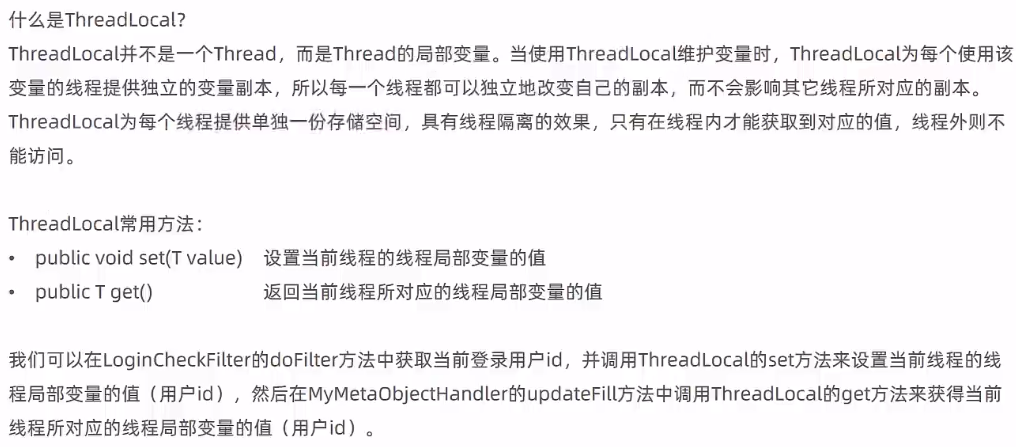 什么是ThreadLocal?
ThreadLocal并不是一个Thread，而是Thread的局部变量。当使用ThreadLocal维护变量时，ThreadLocal为每个使用该
变量的线程提供独立的变量副本，所以每一个线程都可以独立地改变自己的副本，而不会影响其它线程所对应的副本。
ThreadLocal为每个线程提供单独一份存储空间，具有线程隔离的效果，只有在线程内才能获取到对应的值，线程外则不
能访问。
ThreadLocal常用方法：
• public void set(T value) 设置当前线程的线程局部变量的值
• public T get() 返回当前线程所对应的线程局部变量的值
我们可以在LoginCheckFilter的doFilter方法中获取当前登录用户id，并调用ThreadLocal的set方法来设置当前线程的线
程局部变量的值（用户id），然后在MyMetaObjectHandler的updateFill方法中调用ThreadLocal的get方法来获得当前
线程所对应的线程局部变量的值（用户id）。